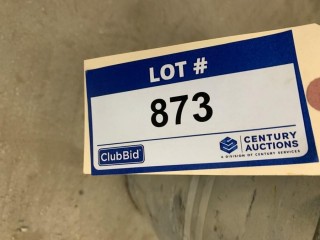 LOT #
873
ClubBid
CENTURY
AUCTIONS
A DIVISION OF CENTURY SERVICES